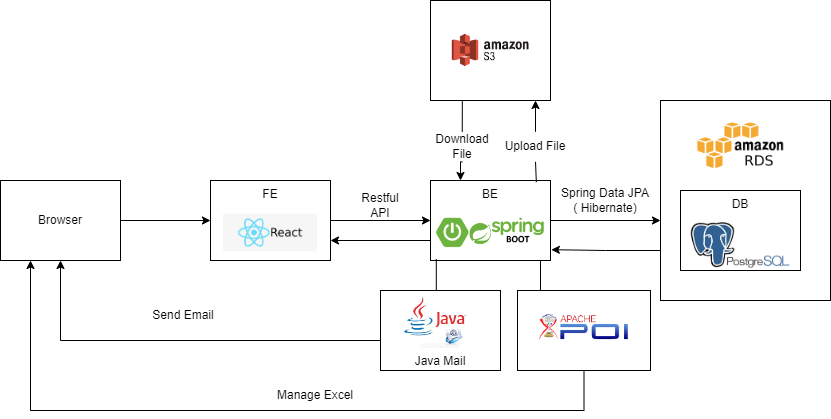 amazon
S3
Download
File
Upload File
amazon
RDS
Browser
FE
React
Restful
API
BE
spring
BOOT
Spring Data JPA
( Hibernate)
DB
PostgreSQL
Java
Java Mail
APACHE
POI
Send Email
Manage Excel